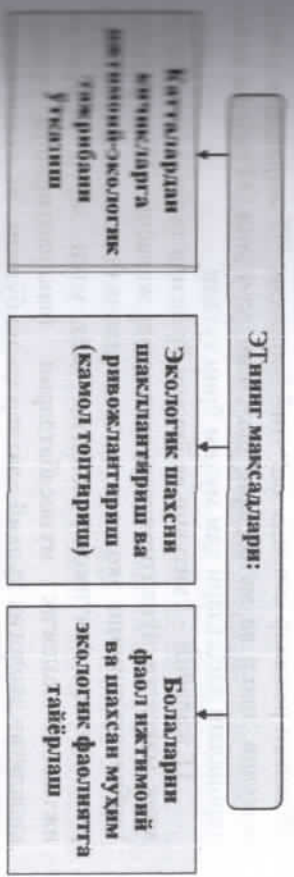 ЭТнинг мақсадлари:
Катталардан
кичикларга
ижтимоий-экологик
тажрибани
ўтказиш
Экологик шахсни
шакллантириш ва
ривожлантириш
(камол топтириш)
Болаларни
фаол ижтимоий
ва шахсан муҳим
экологик фаолиятга
тайёрлаш